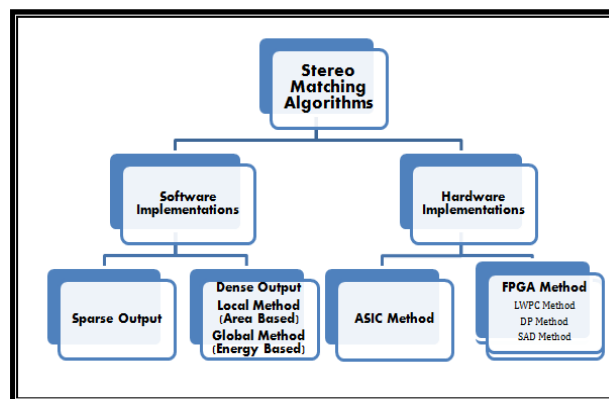 Stereo
Matching
Algorithms
Software
Implementations
Hardware
Implementations
Sparse Output
Dense Output
Local Method
(Area Based)
Global Method
(Energy Based)
ASIC Method
FPGA Method
LWPC Method
DP Method
SAD Method